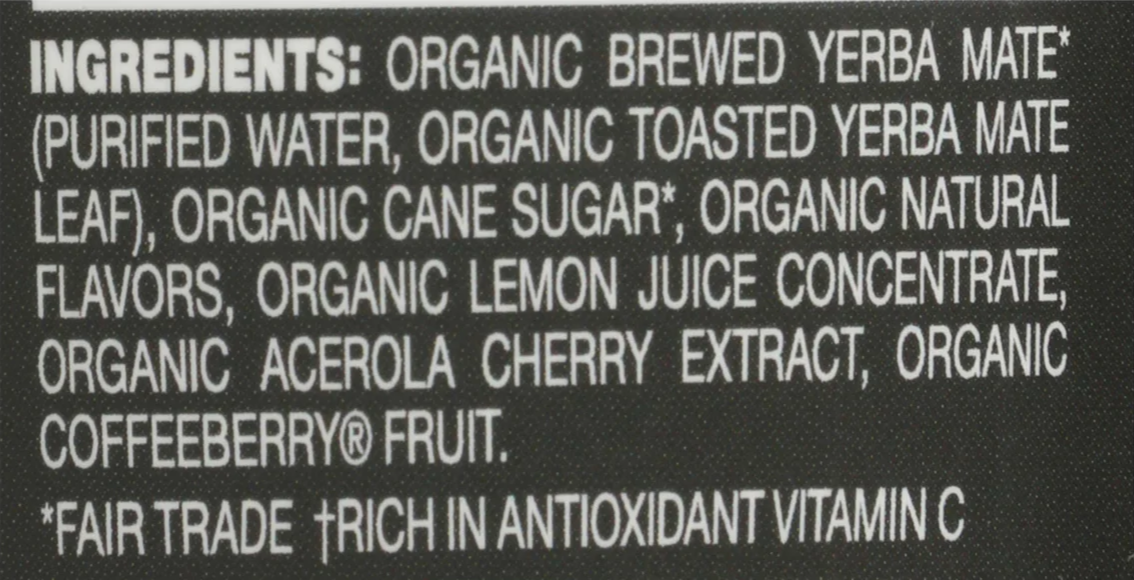 INGREDIENTS: ORGANIC BREWED YERBA MATE*
(PURIFIED WATER, ORGANIC TOASTED YERBA MATE
LEAF), ORGANIC CANE SUGAR*, ORGANIC NATURAL
FLAVORS, ORGANIC LEMON JUICE CONCENTRATE,
ORGANIC ACEROLA CHERRY EXTRACT, ORGANIC
COFFEEBERRY® FRUIT.
*FAIR TRADE †RICH IN ANTIOXIDANT VITAMIN C